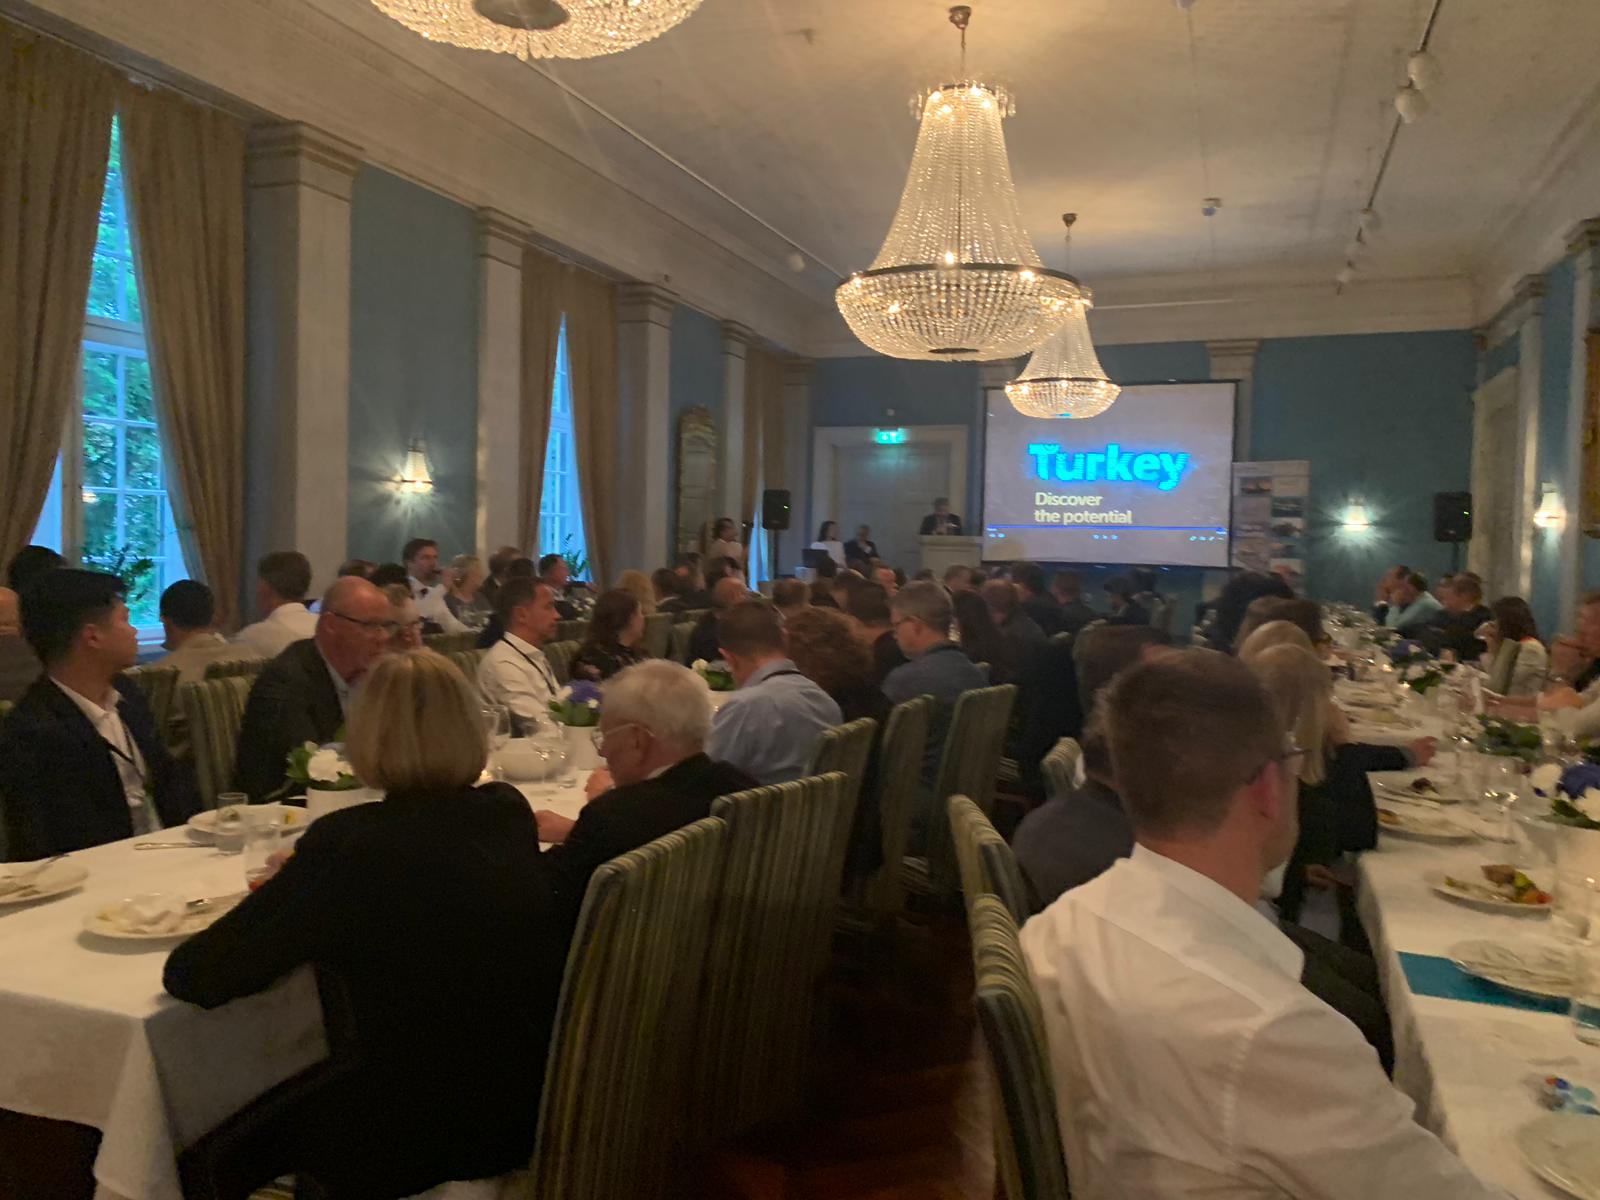 Turkey
Discover
the potential